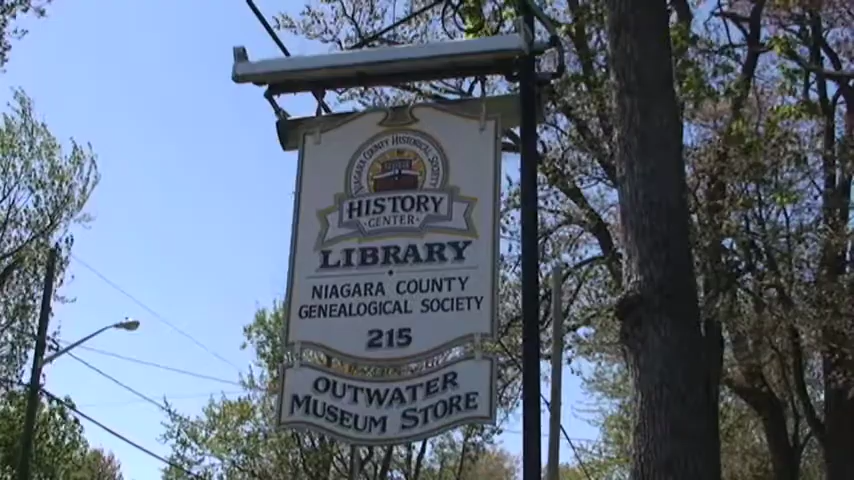 NIAGARA COUNTY HISTORICAL SOCIETY
HISTORY
CENTER
LIBRARY
NIAGARA COUNTY
GENEALOGICAL SOCIETY
215
OUTWATER
MUSEUM STORE